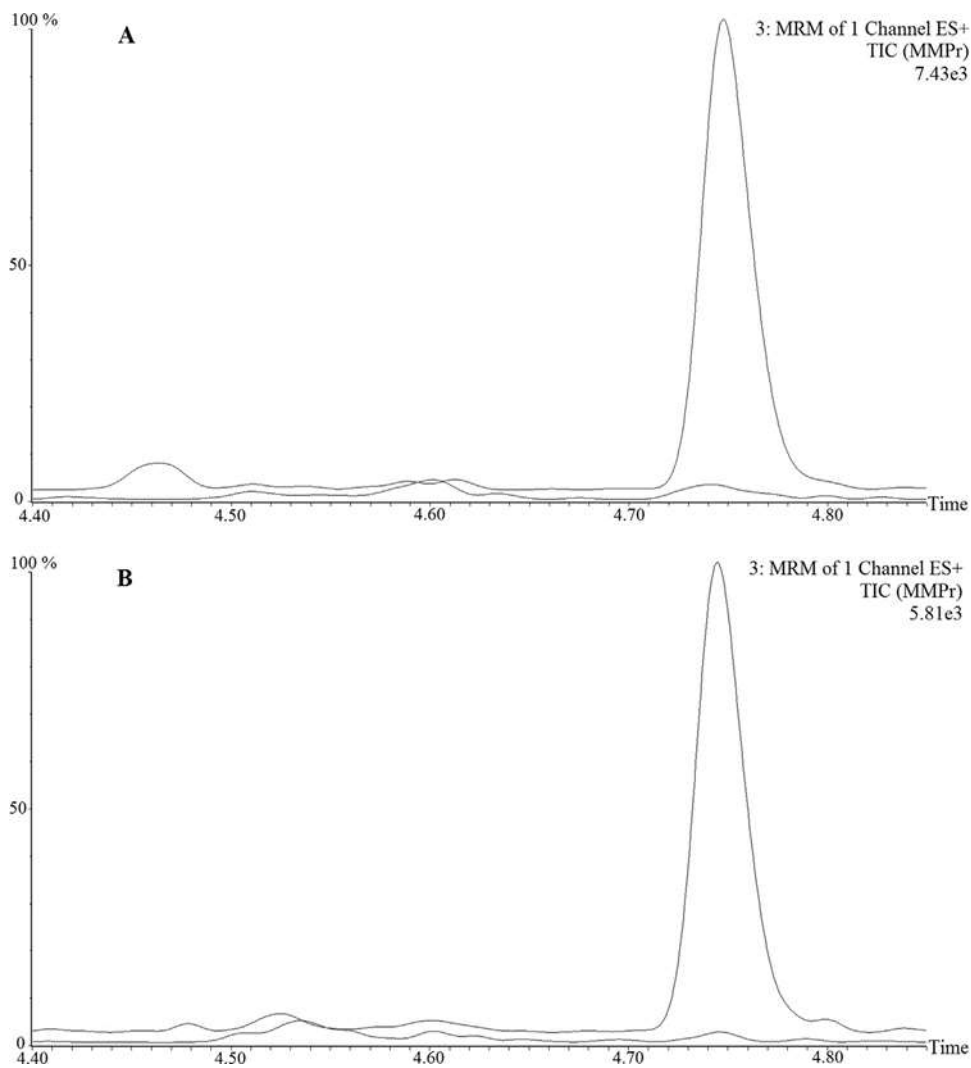 100 %
A
3: MRM of 1 Channel ES+
TIC (MMPr)
7.43e3
50
0
4.40 4.50 4.60 4.70 4.80 Time
100 %
B
3: MRM of 1 Channel ES+
TIC (MMPr)
5.81e3
50
0
4.40 4.50 4.60 4.70 4.80 Time